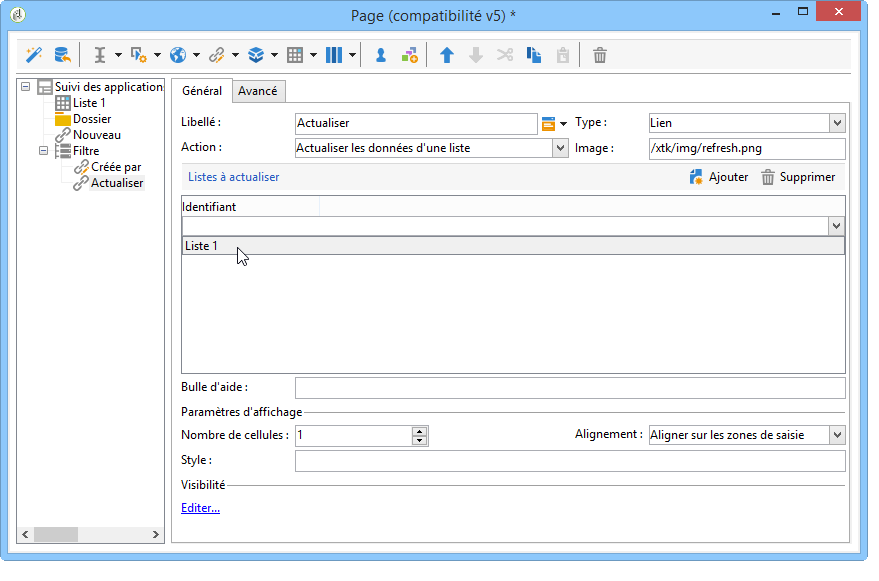 Page (compatibilité v5) *
Suivi des application
Liste 1
Dossier
Nouveau
Filtre
Créée par
Actualiser
Général Avancé
Libellé : Actualiser Type : Lien
Action : Actualiser les données d'une liste Image : /xtk/img/refresh.png
Listes à actualiser Ajouter Supprimer
Identifiant
Liste 1
Bulle d'aide :
Paramètres d'affichage
Nombre de cellules : 1 Alignement : Aligner sur les zones de saisie
Style :
Visibilité
Editer...